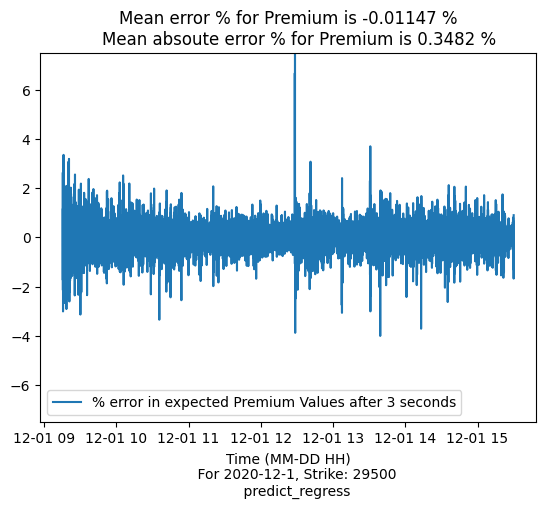 Mean error % for Premium is -0.01147 %
Mean absoute error % for Premium is 0.3482 %
6
4
2
0
−2
−4
−6
% error in expected Premium Values after 3 seconds
12-01 09 12-01 10 12-01 11 12-01 12 12-01 13 12-01 14 12-01 15
Time (MM-DD HH)
For 2020-12-1, Strike: 29500
predict_regress